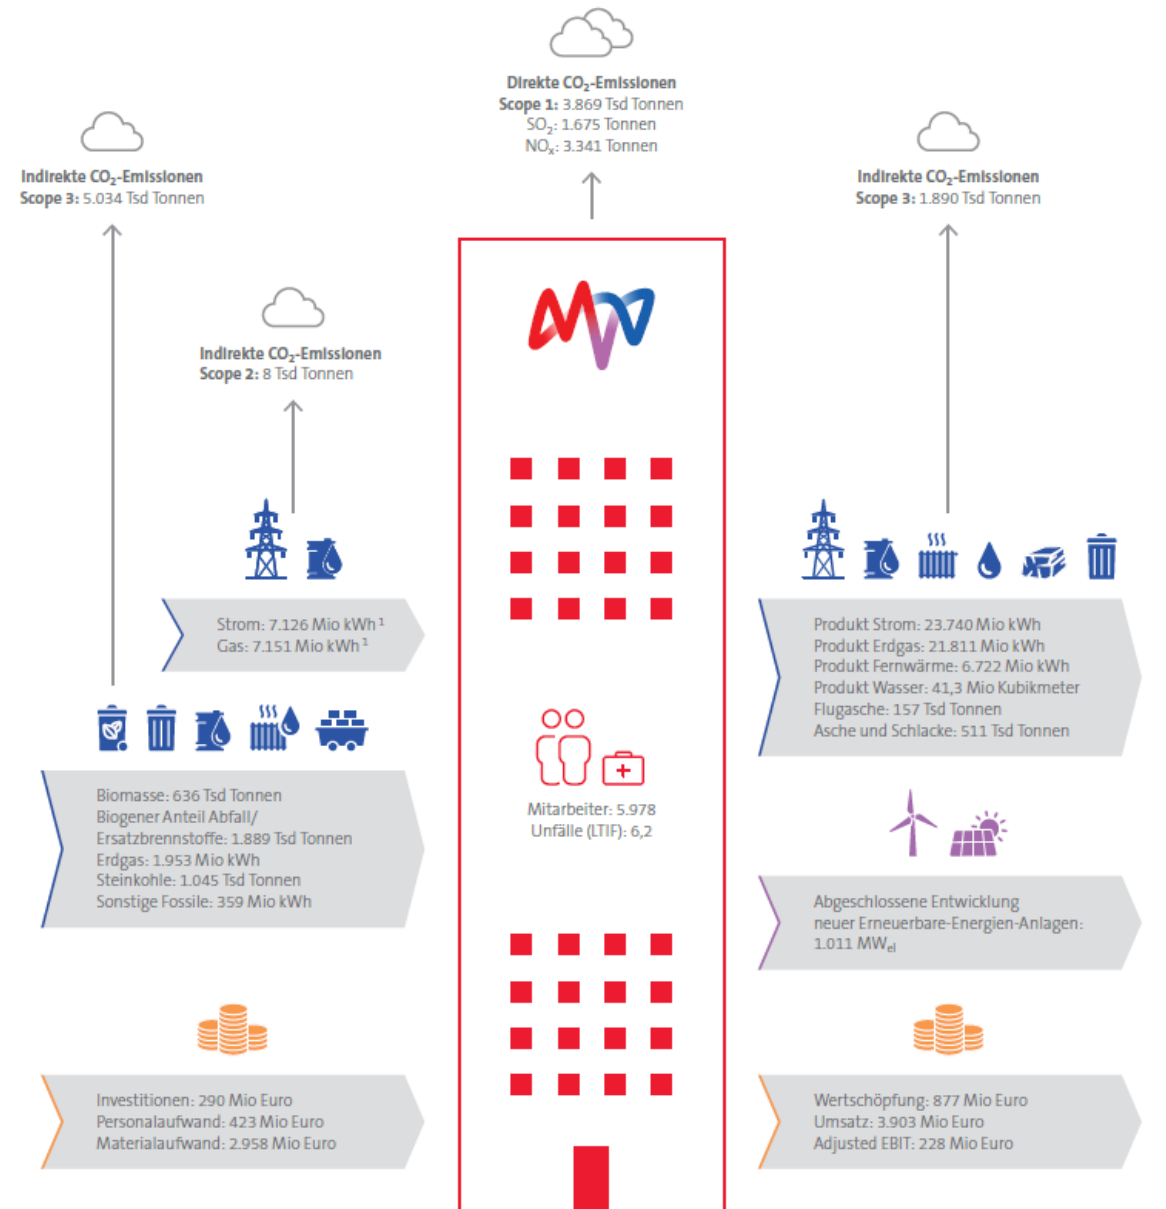 Direkte CO₂-Emissionen
Scope 1: 3.869 Tsd Tonnen
SO₂: 1.675 Tonnen
NOₓ: 3.341 Tonnen
Indirekte CO₂-Emissionen
Scope 3: 5.034 Tsd Tonnen
Indirekte CO₂-Emissionen
Scope 3: 1.890 Tsd Tonnen
MVV
Indirekte CO₂-Emissionen
Scope 2: 8 Tsd Tonnen
Strom: 7.126 Mio kWh ¹
Gas: 7.151 Mio kWh ¹
Biomasse: 636 Tsd Tonnen
Biogener Anteil Abfall/
Ersatzbrennstoffe: 1.889 Tsd Tonnen
Erdgas: 1.953 Mio kWh
Steinkohle: 1.045 Tsd Tonnen
Sonstige Fossile: 359 Mio kWh
Investitionen: 290 Mio Euro
Personalaufwand: 423 Mio Euro
Materialaufwand: 2.958 Mio Euro
Mitarbeiter: 5.978
Unfälle (LTIF): 6,2
Produkt Strom: 23.740 Mio kWh
Produkt Erdgas: 21.811 Mio kWh
Produkt Fernwärme: 6.722 Mio kWh
Produkt Wasser: 41,3 Mio Kubikmeter
Flugasche: 157 Tsd Tonnen
Asche und Schlacke: 511 Tsd Tonnen
Abgeschlossene Entwicklung
neuer Erneuerbare-Energien-Anlagen:
1.011 MWel
Wertschöpfung: 877 Mio Euro
Umsatz: 3.903 Mio Euro
Adjusted EBIT: 228 Mio Euro